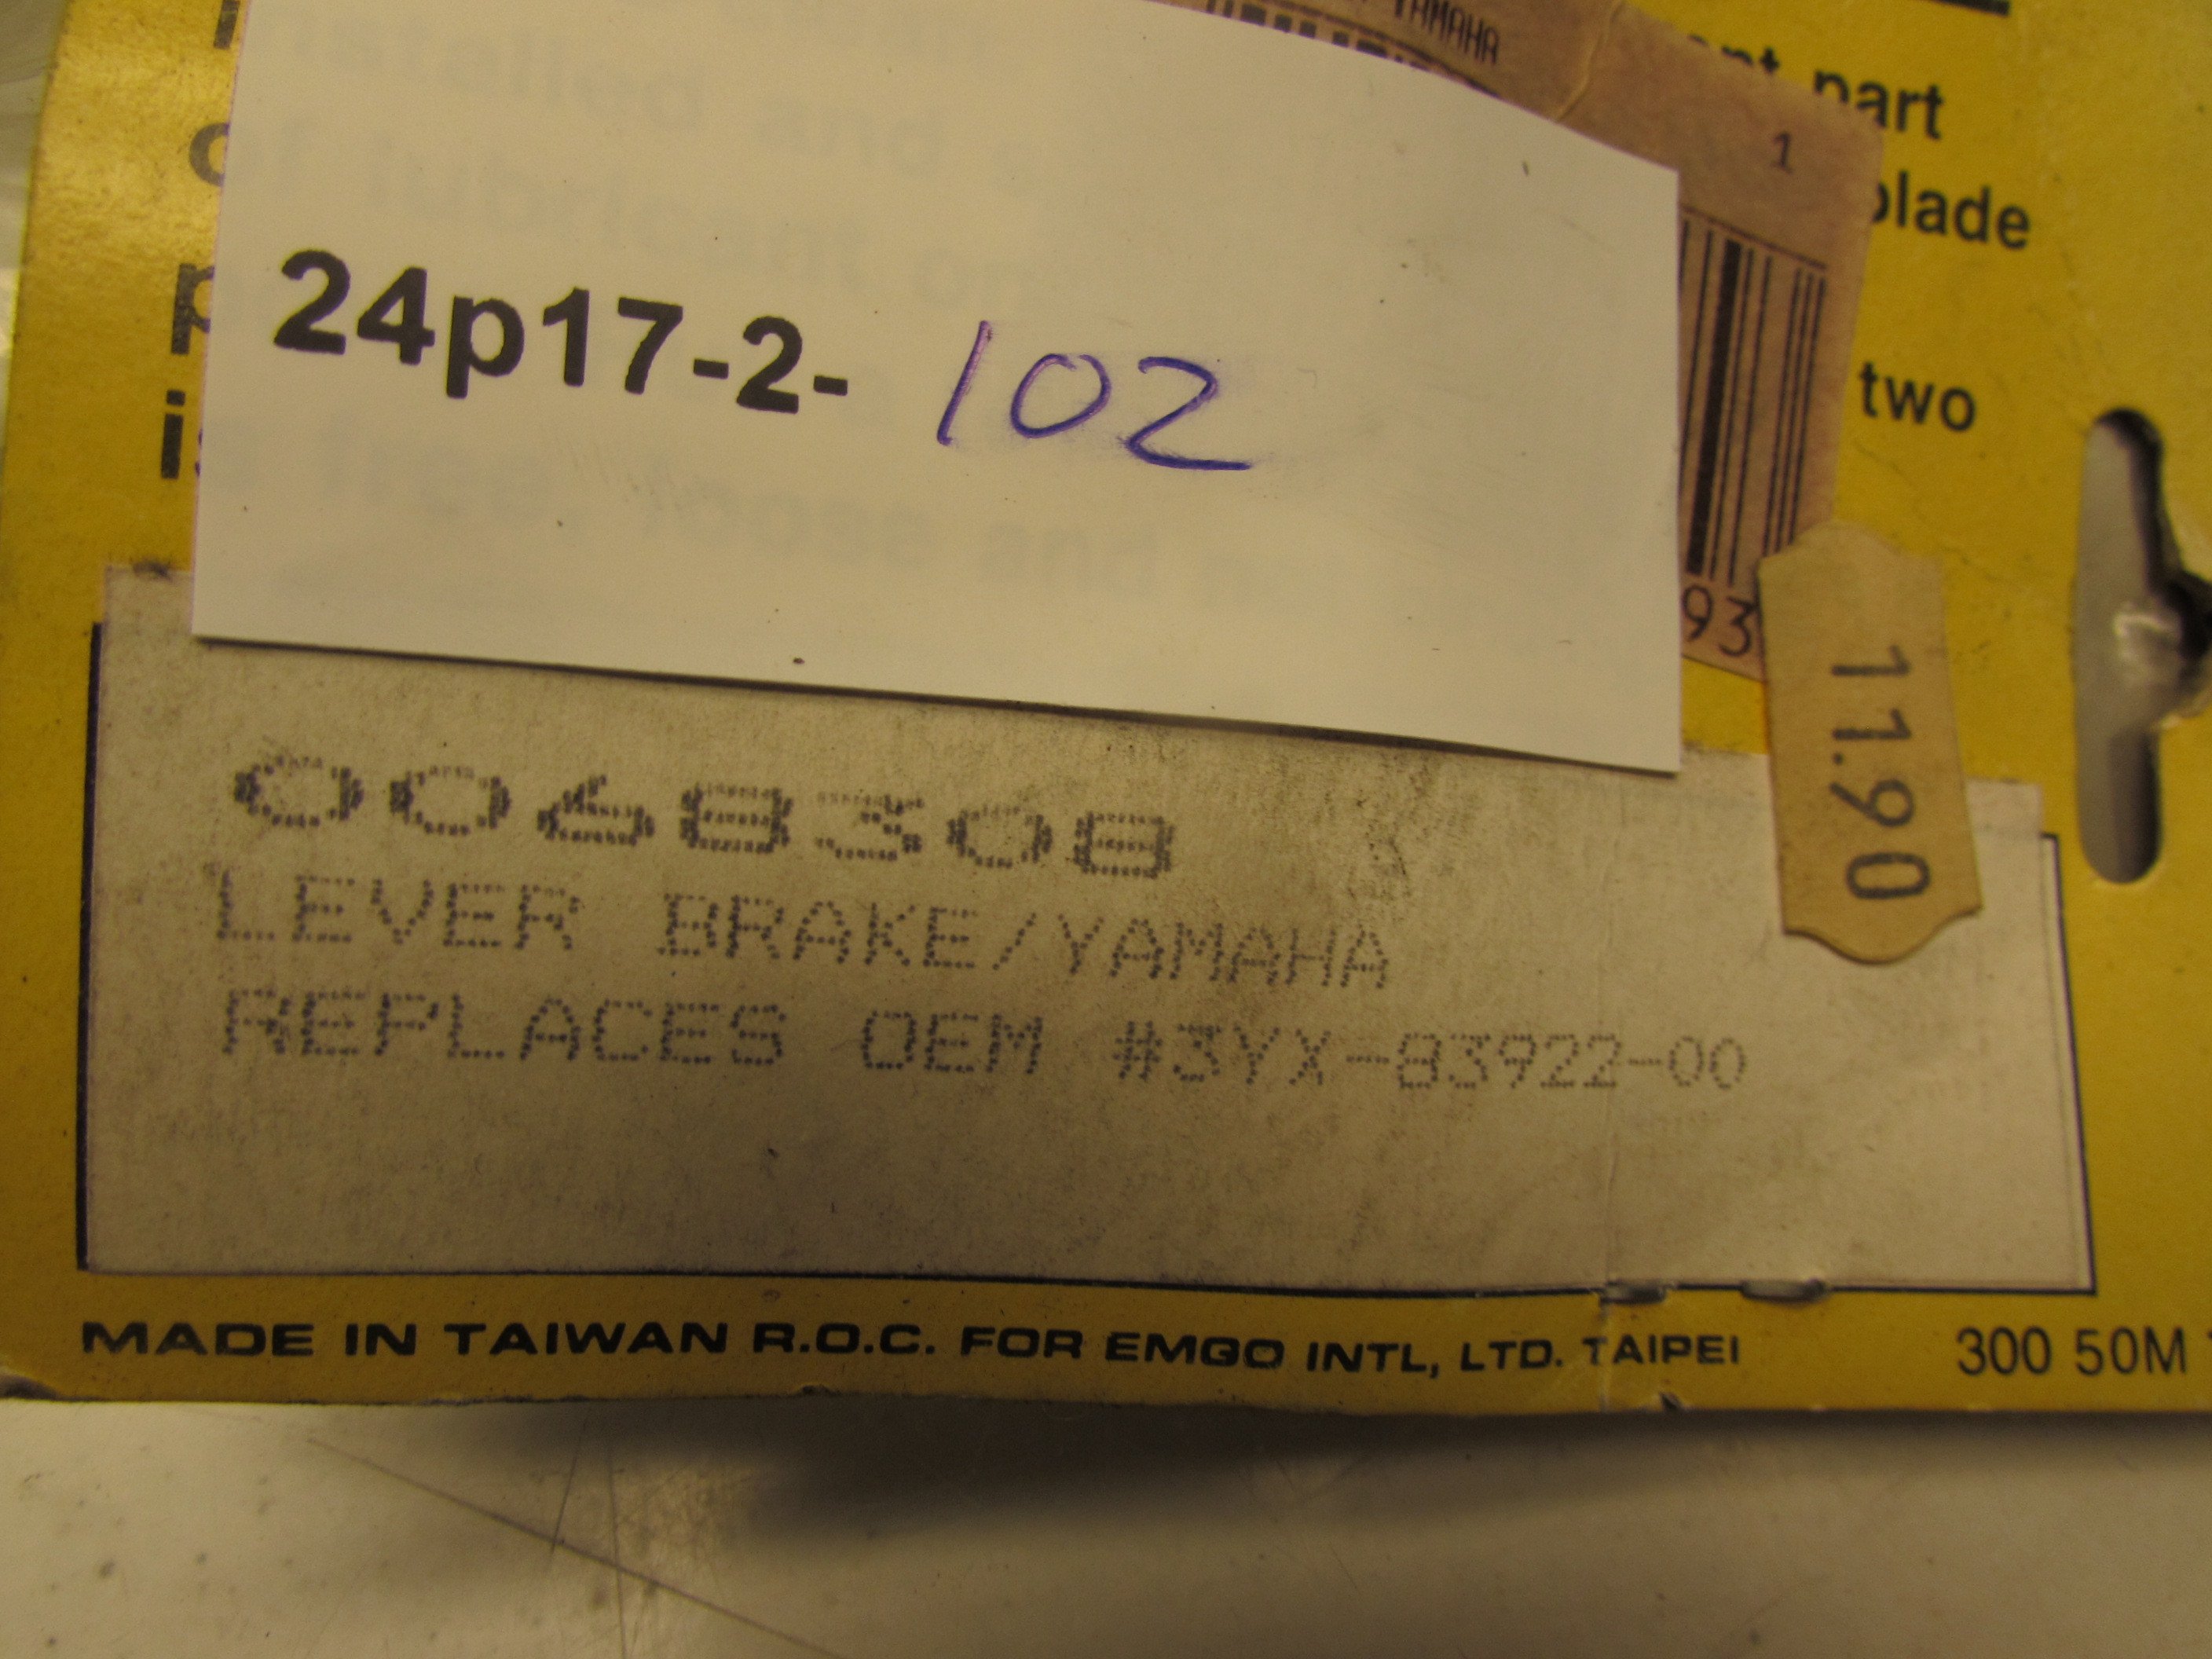 YAMAHA
part
1
blade
24p17-2- 102
two
93
11.90
0068308
LEVER BRAKE/YAMAHA
REPLACES OEM #3YX-83922-00
MADE IN TAIWAN R.O.C. FOR EMGO INTL, LTD. TAIPEI
300 50M